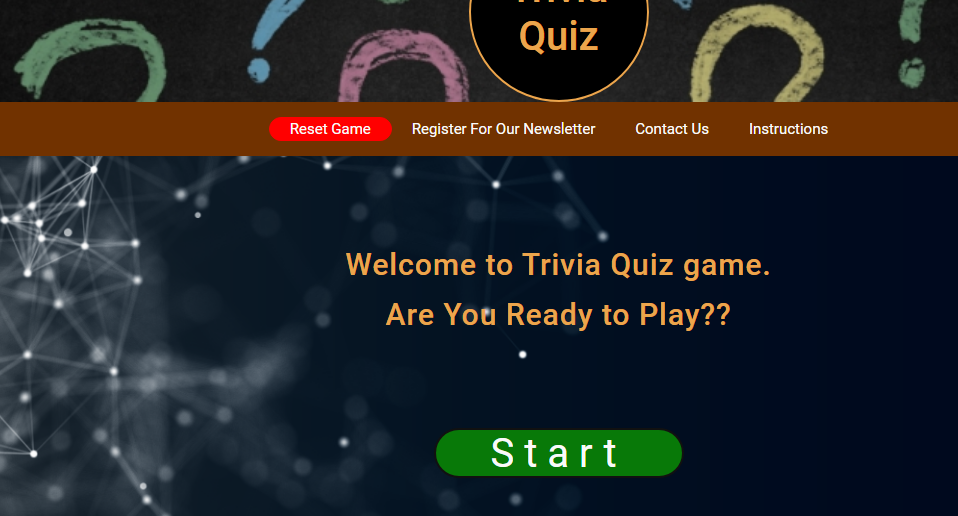 Trivia
Quiz
Reset Game Register For Our Newsletter Contact Us Instructions
Welcome to Trivia Quiz game.
Are You Ready to Play??
Start